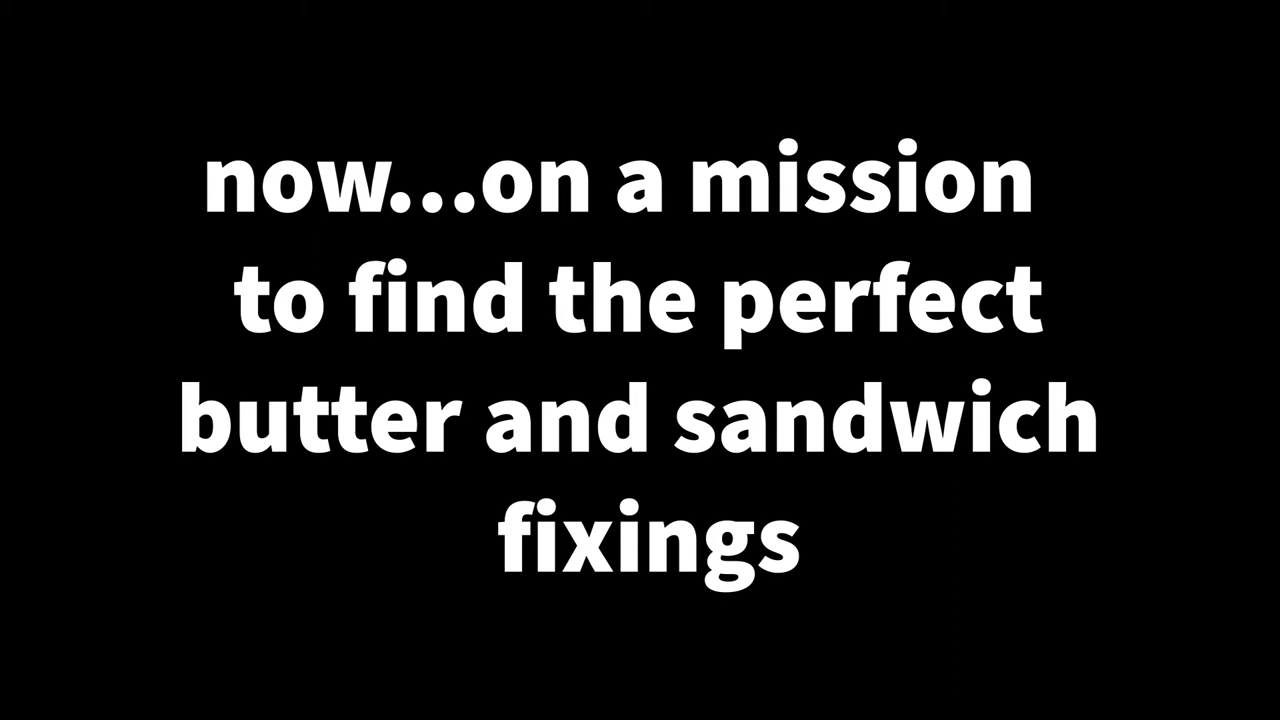 now...on a mission
to find the perfect
butter and sandwich
fixings